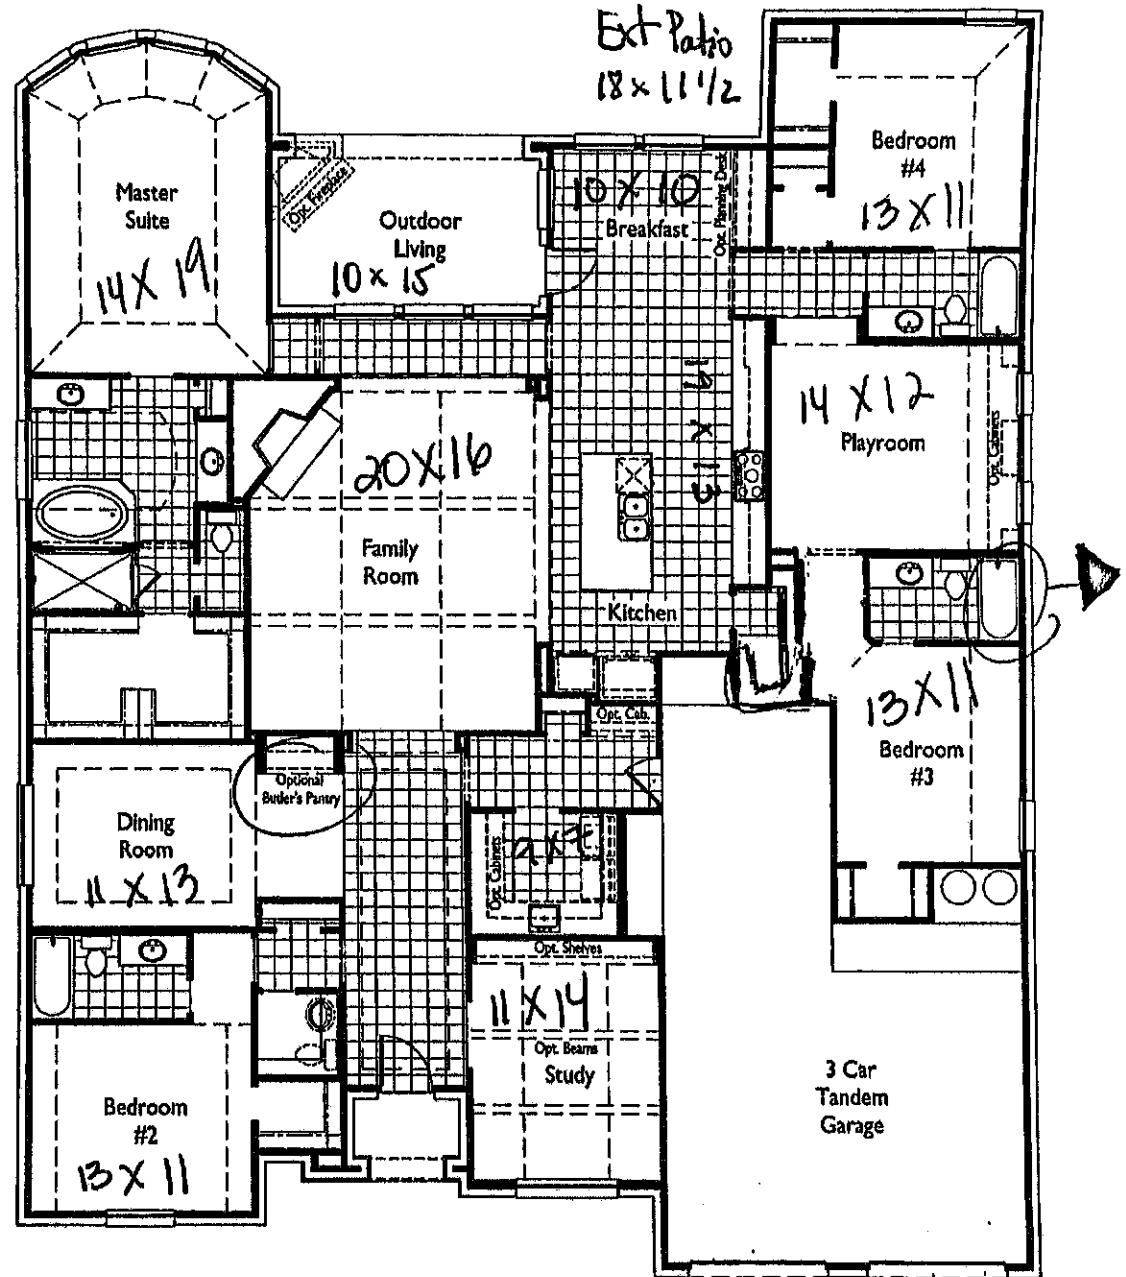 Ext Patio
18 x 11 1/2
Bedroom
#4
13 X 11
Master
Suite
14 X 19
Opt. Fireplace
Outdoor
Living
10 x 15
10 X 10
Breakfast
Opt. Planning Desk
14 X 12
Playroom
Opt. Cabinets
20 X 16
Family
Room
Kitchen
13 X 11
Bedroom
#3
Opt. Cab.
Optional
Butler's Pantry
Dining
Room
11 X 13
Opt. Cabinets
9 x 7
Opt. Shelves
11 X 14
Opt. Beams
Study
Bedroom
#2
13 X 11
3 Car
Tandem
Garage